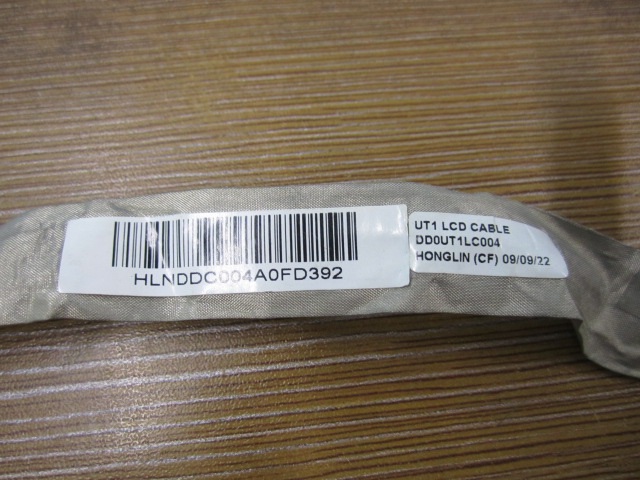 HLNDDC004A0FD392
UT1 LCD CABLE
DD0UT1LC004
HONGLIN (CF) 09/09/22